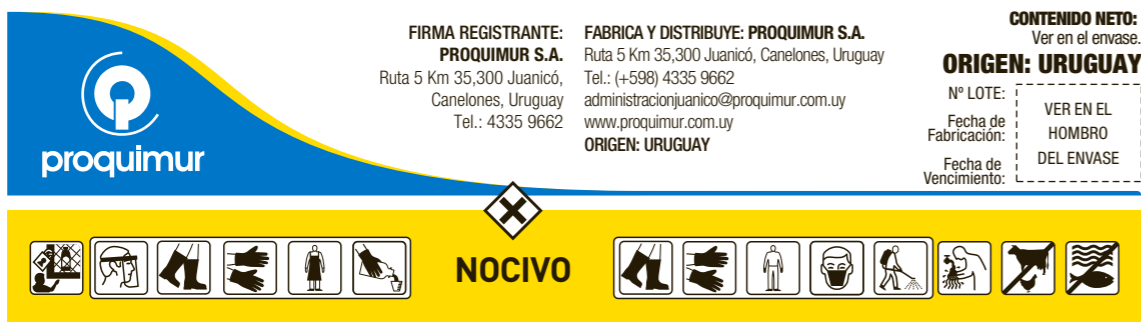 proquimur
FIRMA REGISTRANTE:
PROQUIMUR S.A.
Ruta 5 Km 35,300 Juanicó,
Canelones, Uruguay
Tel.: 4335 9662
FABRICA Y DISTRIBUYE: PROQUIMUR S.A.
Ruta 5 Km 35,300 Juanicó, Canelones, Uruguay
Tel.: (+598) 4335 9662
administracionjuanico@proquimur.com.uy
www.proquimur.com.uy
ORIGEN: URUGUAY
CONTENIDO NETO:
Ver en el envase.
ORIGEN: URUGUAY
Nº LOTE:
Fecha de
Fabricación:
Fecha de
Vencimiento:
VER EN EL
HOMBRO
DEL ENVASE
NOCIVO